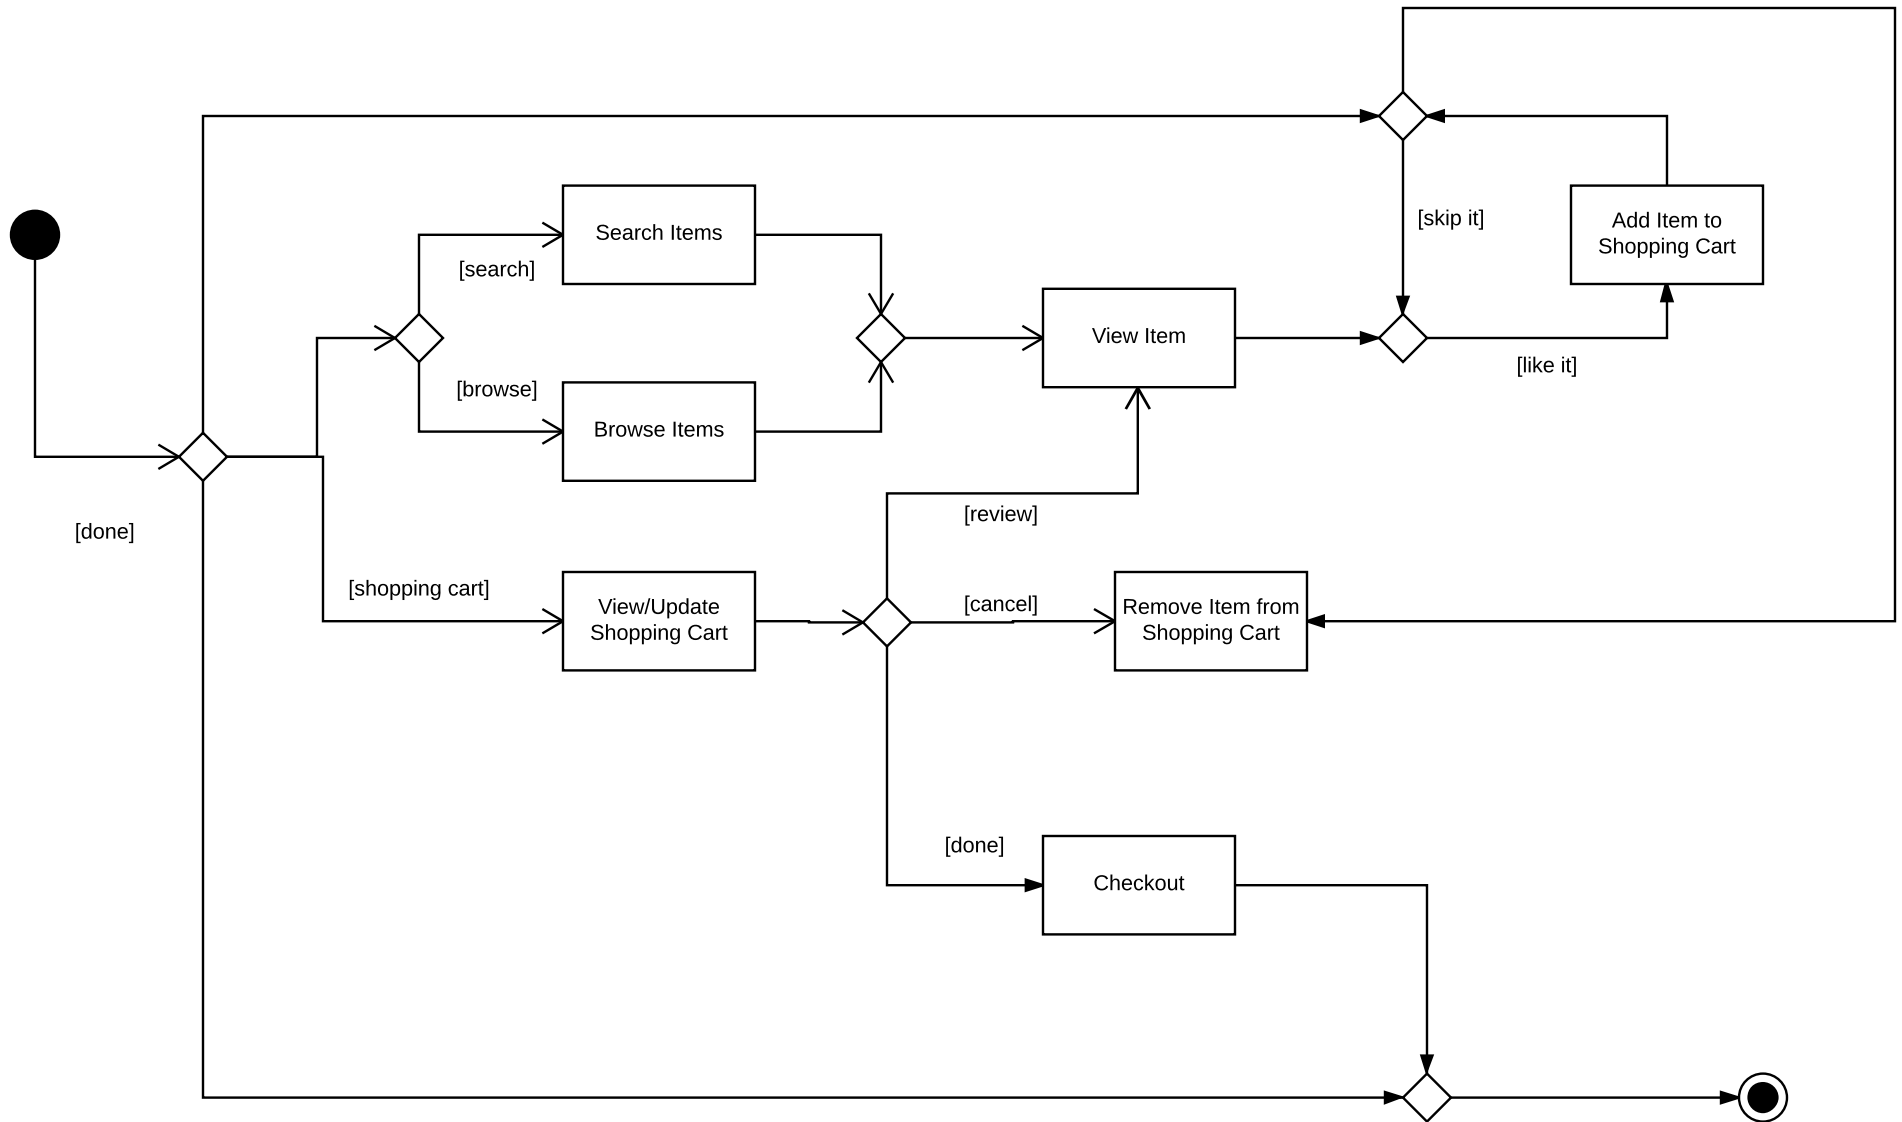 [skip it]
Add Item to
Shopping Cart
Search Items
[search]
View Item
[like it]
[browse]
Browse Items
[review]
[done]
[shopping cart]
View/Update
Shopping Cart
[cancel]
Remove Item from
Shopping Cart
[done]
Checkout